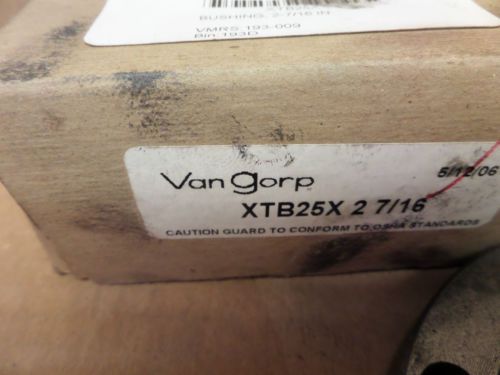 BUSHING, 2-7/16 IN
VMRS 193-009
Bin:193D
Van Gorp
5/12/06
XTB25X 2 7/16
CAUTION GUARD TO CONFORM TO OSHA STANDARDS